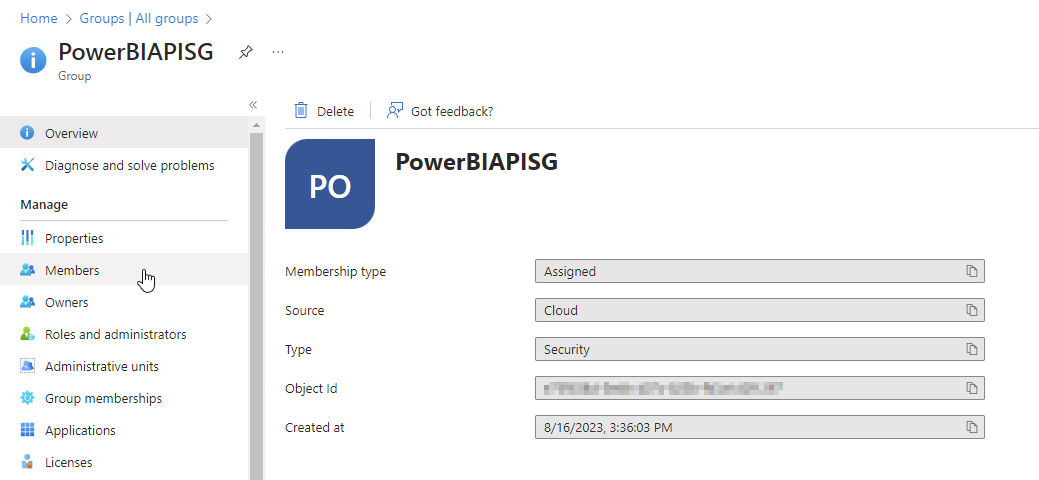 Home > Groups | All groups >
PowerBIAPISG
Group
Overview
Diagnose and solve problems
Manage
Properties
Members
Owners
Roles and administrators
Administrative units
Group memberships
Applications
Licenses
Delete
Got feedback?
PO
PowerBIAPISG
Membership type Assigned
Source Cloud
Type Security
Object Id
Created at 8/16/2023, 3:36:03 PM